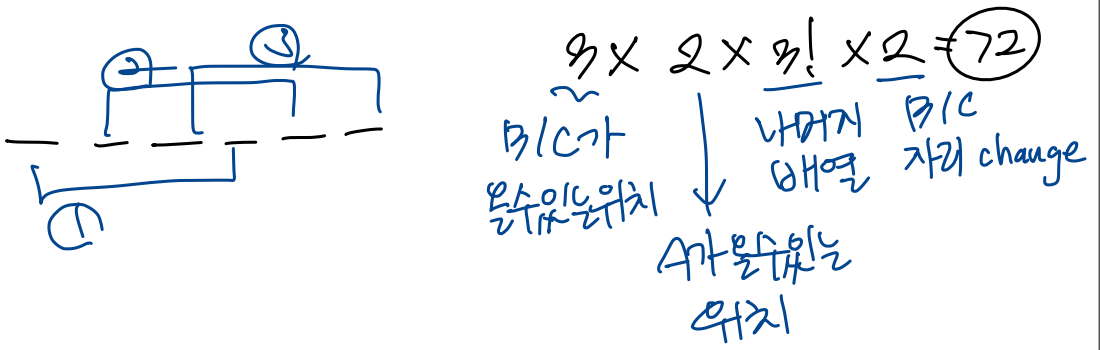 ③
②
①
3 × 2 × 3! × 2 = 72
B/C가
올수있는위치
A가 올수있는
위치
나머지
배열
B/C
자리 change